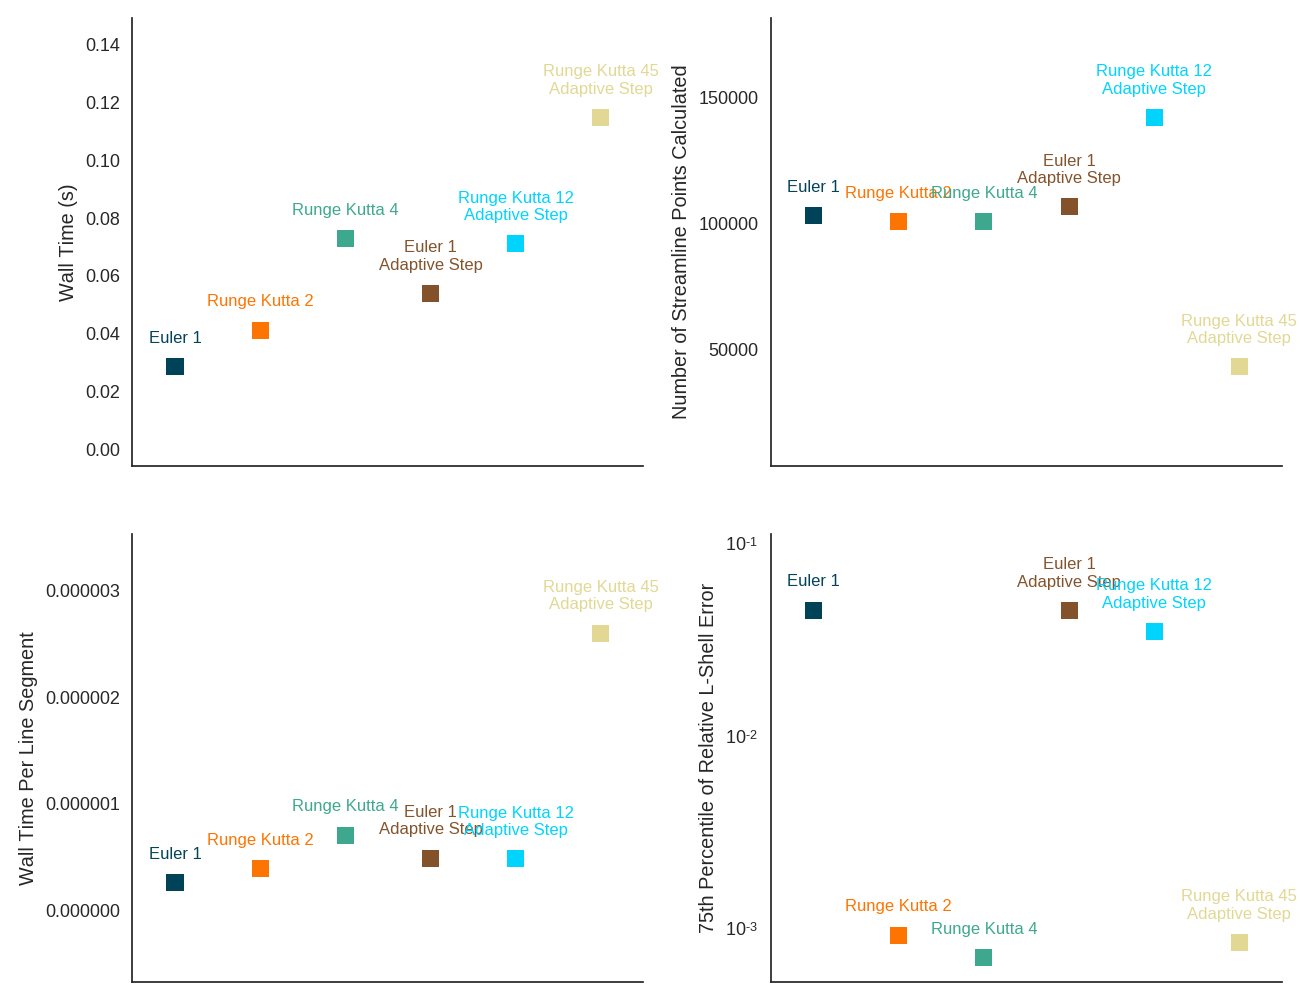 0.14
0.12
0.10
0.08
0.06
0.04
0.02
0.00
Wall Time (s)
Euler 1
Runge Kutta 2
Runge Kutta 4
Euler 1
Adaptive Step
Runge Kutta 12
Adaptive Step
Runge Kutta 45
Adaptive Step
150000
100000
50000
Number of Streamline Points Calculated
Euler 1
Runge Kutta 2
Runge Kutta 4
Euler 1
Adaptive Step
Runge Kutta 12
Adaptive Step
Runge Kutta 45
Adaptive Step
0.000003
0.000002
0.000001
0.000000
Wall Time Per Line Segment
Euler 1
Runge Kutta 2
Runge Kutta 4
Euler 1
Adaptive Step
Runge Kutta 12
Adaptive Step
Runge Kutta 45
Adaptive Step
10-1
10-2
10-3
75th Percentile of Relative L-Shell Error
Euler 1
Runge Kutta 2
Runge Kutta 4
Euler 1
Adaptive Step
Runge Kutta 12
Adaptive Step
Runge Kutta 45
Adaptive Step